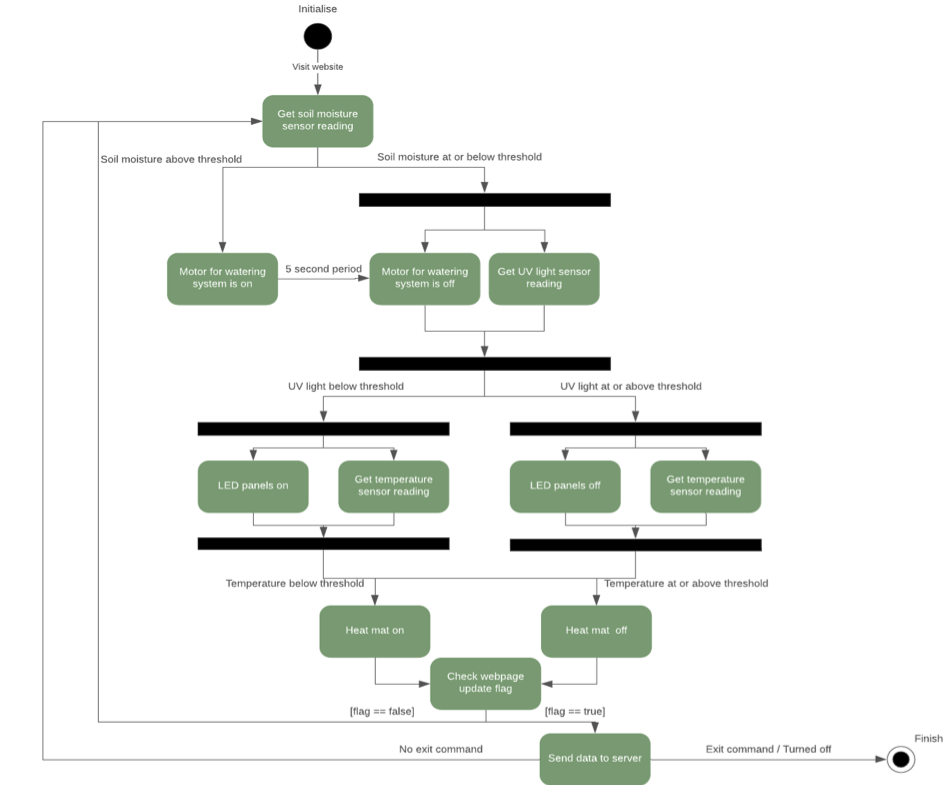 Initialise
Visit website
Get soil moisture
sensor reading
Soil moisture above threshold
Soil moisture at or below threshold
Motor for watering
system is on
5 second period
Motor for watering
system is off
Get UV light sensor
reading
UV light below threshold
UV light at or above threshold
LED panels on
Get temperature
sensor reading
LED panels off
Get temperature
sensor reading
Temperature below threshold
Temperature at or above threshold
Heat mat on
Heat mat off
Check webpage
update flag
[flag == false]
[flag == true]
Finish
No exit command
Send data to server
Exit command / Turned off